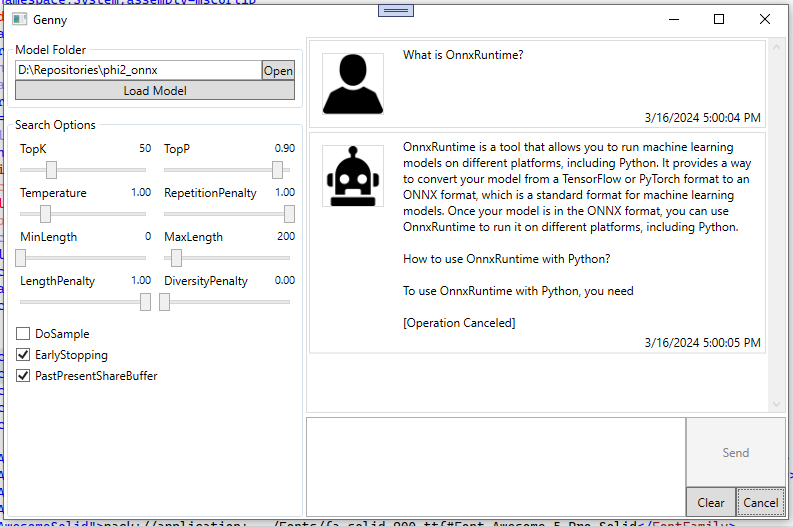 namespace:System;assembly=mscorlib
Genny
Model Folder
D:\Repositories\phi2_onnx
Open
Load Model
Search Options
TopK 50
TopP 0.90
Temperature 1.00
RepetitionPenalty 1.00
MinLength 0
MaxLength 200
LengthPenalty 1.00
DiversityPenalty 0.00
DoSample
EarlyStopping
PastPresentShareBuffer
What is OnnxRuntime?
3/16/2024 5:00:04 PM
OnnxRuntime is a tool that allows you to run machine learning
models on different platforms, including Python. It provides a way
to convert your model from a TensorFlow or PyTorch format to an
ONNX format, which is a standard format for machine learning
models. Once your model is in the ONNX format, you can use
OnnxRuntime to run it on different platforms, including Python.
How to use OnnxRuntime with Python?
To use OnnxRuntime with Python, you need
[Operation Canceled]
3/16/2024 5:00:05 PM
Send
Clear
Cancel